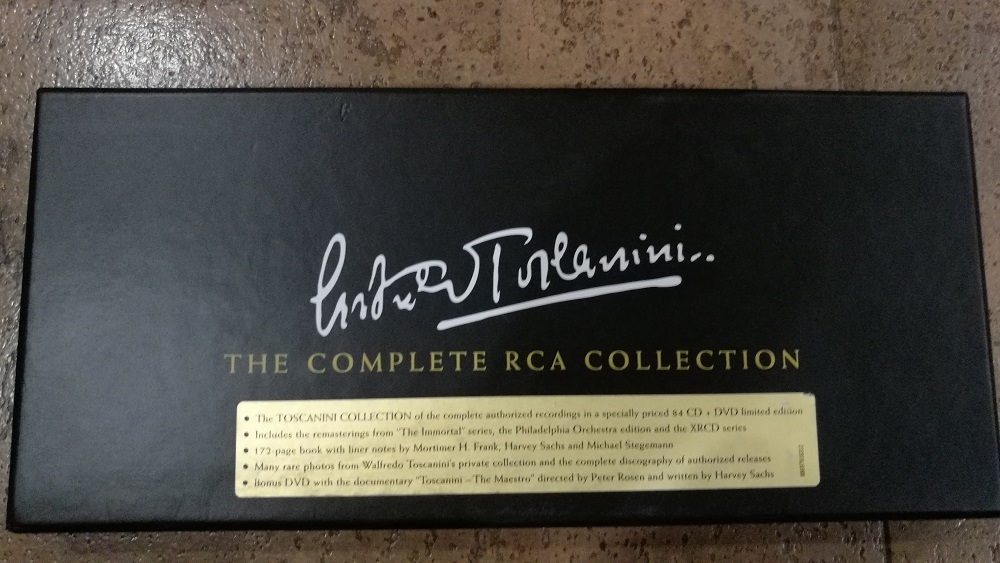 Arturo Toscanini..
THE COMPLETE RCA COLLECTION
• The TOSCANINI COLLECTION of the complete authorized recordings in a specially priced 84 CD + DVD limited edition
• Includes the remasterings from "The Immortal" series, the Philadelphia Orchestra edition and the XRCD series
• 172-page book with liner notes by Mortimer H. Frank, Harvey Sachs and Michael Stegemann
• Many rare photos from Walfredo Toscanini's private collection and the complete discography of authorized releases
• Bonus DVD with the documentary "Toscanini – The Maestro" directed by Peter Rosen and written by Harvey Sachs